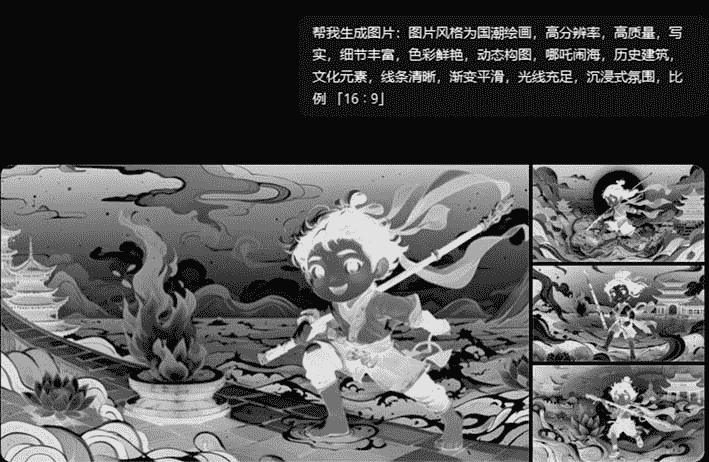 帮我生成图片：图片风格为国潮绘画，高分辨率，高质量，写
实，细节丰富，色彩鲜艳，动态构图，哪吒闹海，历史建筑，
文化元素，线条清晰，渐变平滑，光线充足，沉浸式氛围，比
例「16：9」